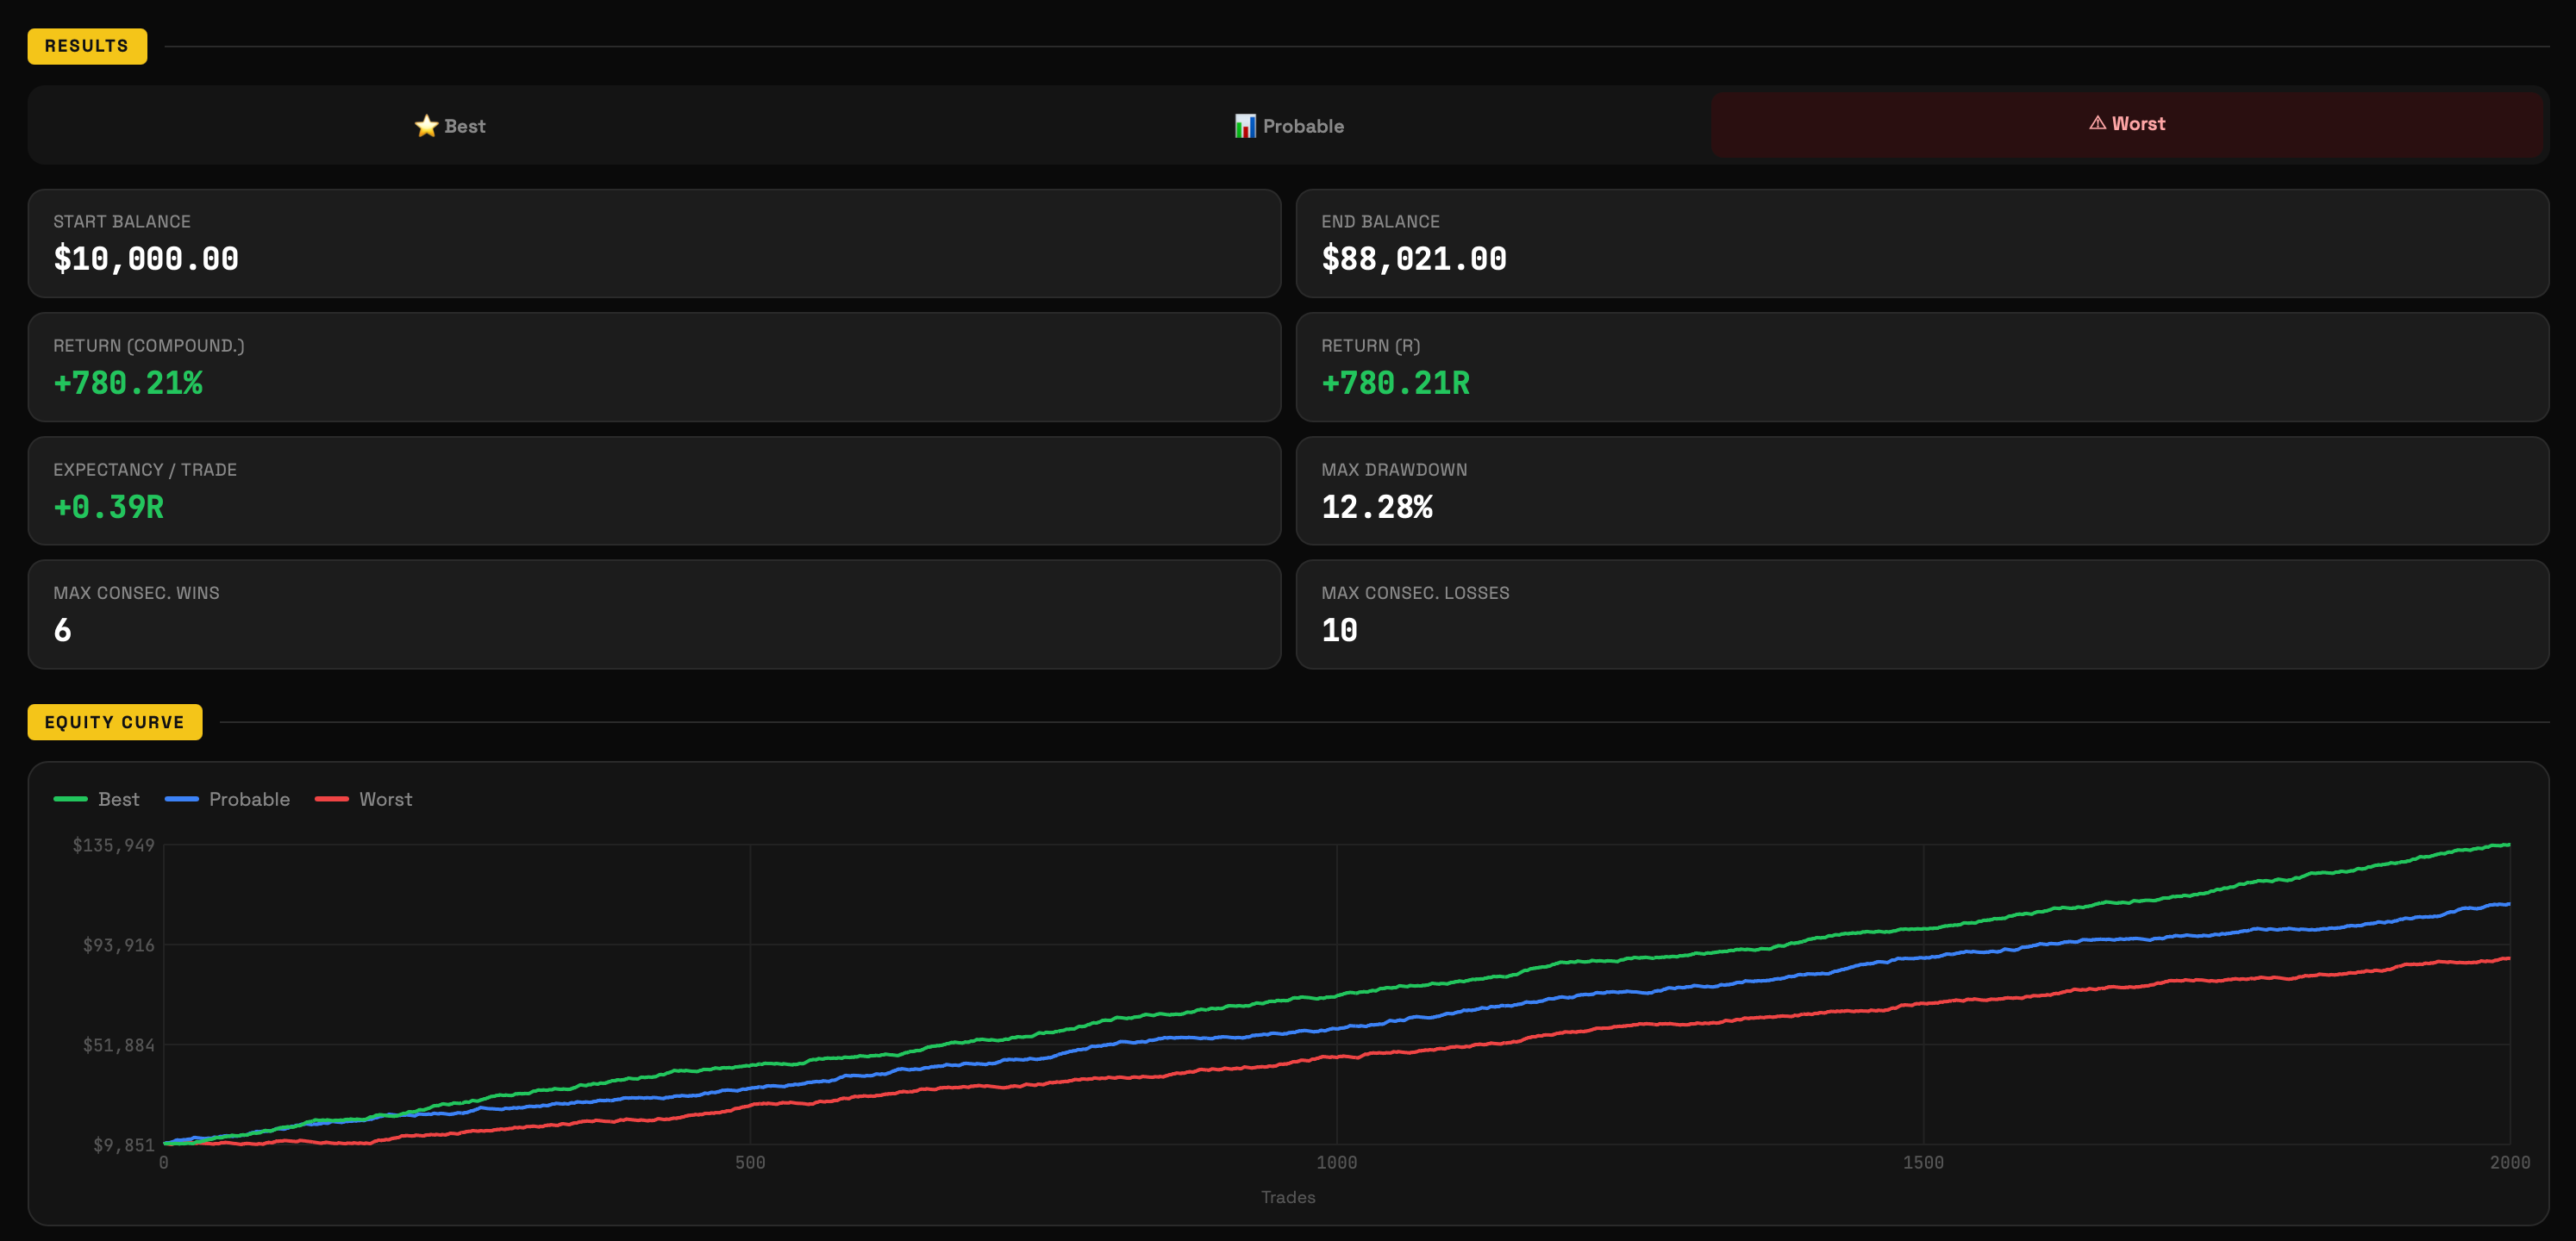 RESULTS
⭐ Best
📊 Probable
⚠ Worst
START BALANCE
$10,000.00
END BALANCE
$88,021.00
RETURN (COMPOUND.)
+780.21%
RETURN (R)
+780.21R
EXPECTANCY / TRADE
+0.39R
MAX DRAWDOWN
12.28%
MAX CONSEC. WINS
6
MAX CONSEC. LOSSES
10
EQUITY CURVE
Best Probable Worst
$135,949
$93,916
$51,884
$9,851
0 500 1000 1500 2000
Trades